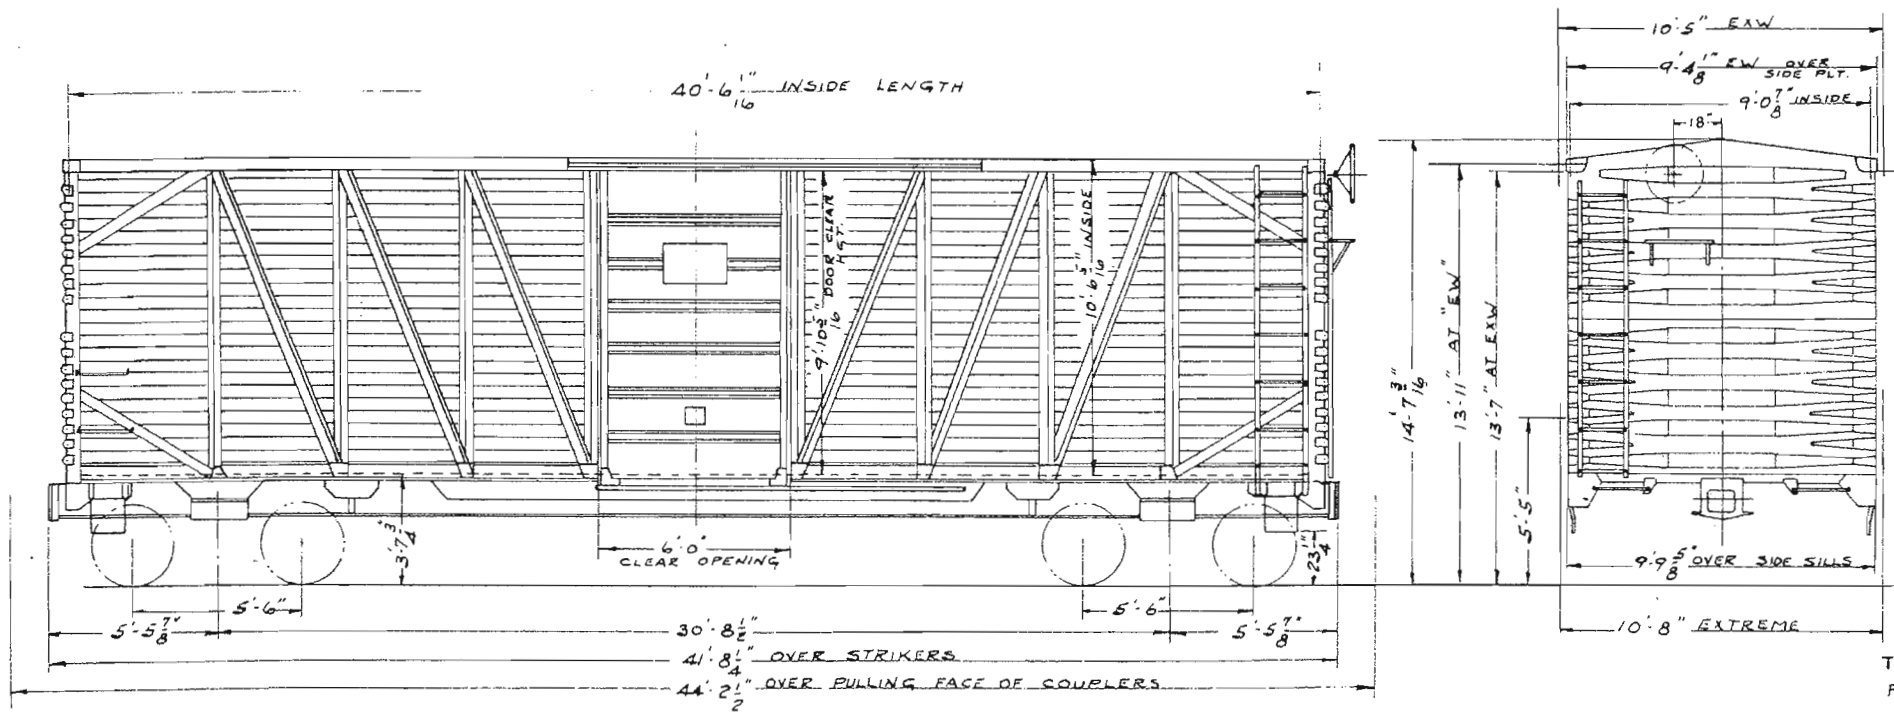 10'-5" EXW
9'-4 1/8" EW OVER
SIDE PLT.
9'-0 7/8" INSIDE
18"
40'-6 1/16" INSIDE LENGTH
9'-10 5/16" DOOR CLEAR
HGT.
10'-6 5/16" INSIDE
14'-7 3/16"
13'-11" AT "EW"
13'-7" AT EXW
5'-5"
3'-7 3/4"
6'-0"
CLEAR OPENING
23 1/4"
9'-9 5/8" OVER SIDE SILLS
5'-6"
5'-6"
5'-5 7/8"
30'-8 1/2"
5'-5 7/8"
10'-8" EXTREME
41'-8 1/4" OVER STRIKERS
44'-2 1/2" OVER PULLING FACE OF COUPLERS
T